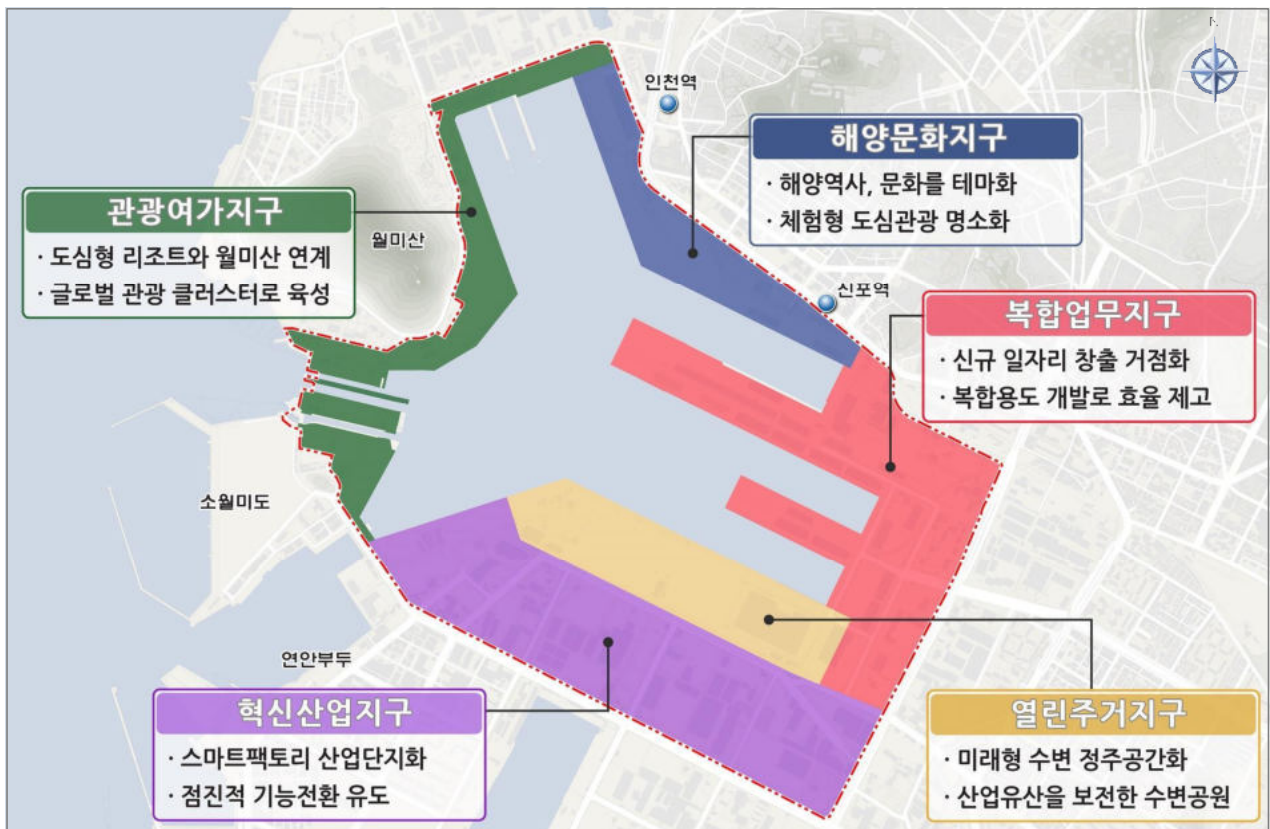 N
인천역
해양문화지구
· 해양역사, 문화를 테마화
· 체험형 도심관광 명소화
관광여가지구
· 도심형 리조트와 월미산 연계
· 글로벌 관광 클러스터로 육성
월미산
신포역
복합업무지구
· 신규 일자리 창출 거점화
· 복합용도 개발로 효율 제고
소월미도
연안부두
혁신산업지구
· 스마트팩토리 산업단지화
· 점진적 기능전환 유도
열린주거지구
· 미래형 수변 정주공간화
· 산업유산을 보전한 수변공원